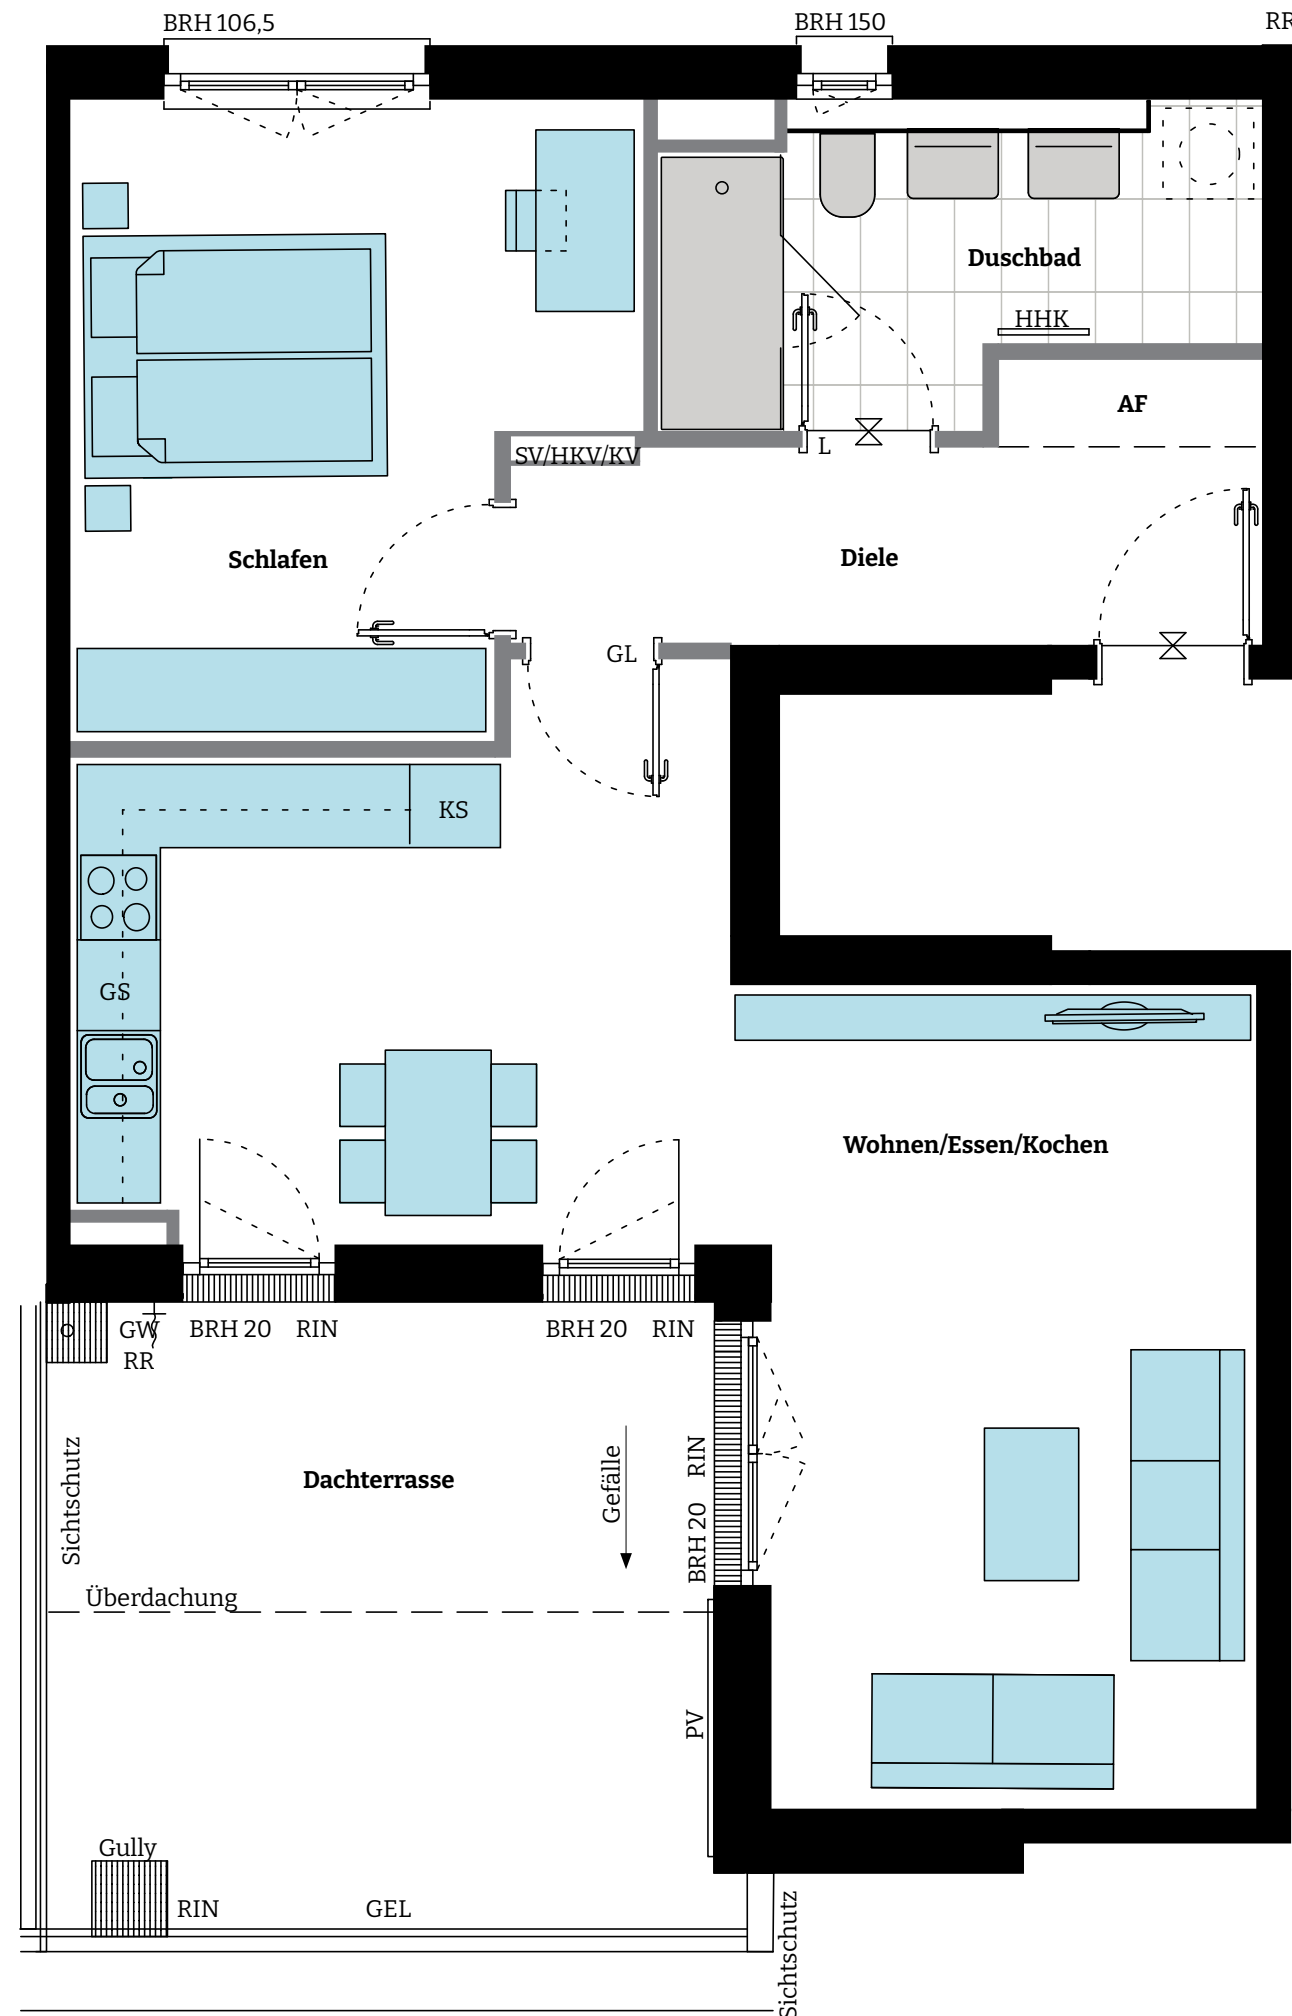 BRH 106,5
BRH 150
RR
Duschbad
HHK
AF
L
SV/HKV/KV
Schlafen
Diele
GL
KS
GS
Wohnen/Essen/Kochen
GW
BRH 20
RIN
BRH 20
RIN
RR
Sichtschutz
Dachterrasse
Gefälle
BRH 20 RIN
Überdachung
PV
Gully
RIN
GEL
Sichtschutz